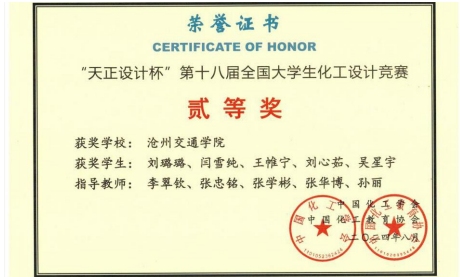 荣誉证书
CERTIFICATE OF HONOR
“天正设计杯”第十八届全国大学生化工设计竞赛
贰等奖
获奖学校：沧州交通学院
获奖学生：刘璐璐、闫雪纯、王惟宁、刘心茹、吴星宇
指导教师：李翠钦、张忠铭、张学彬、张华博、孙丽
中国化工学会
中国化工教育协会
二〇二四年八月